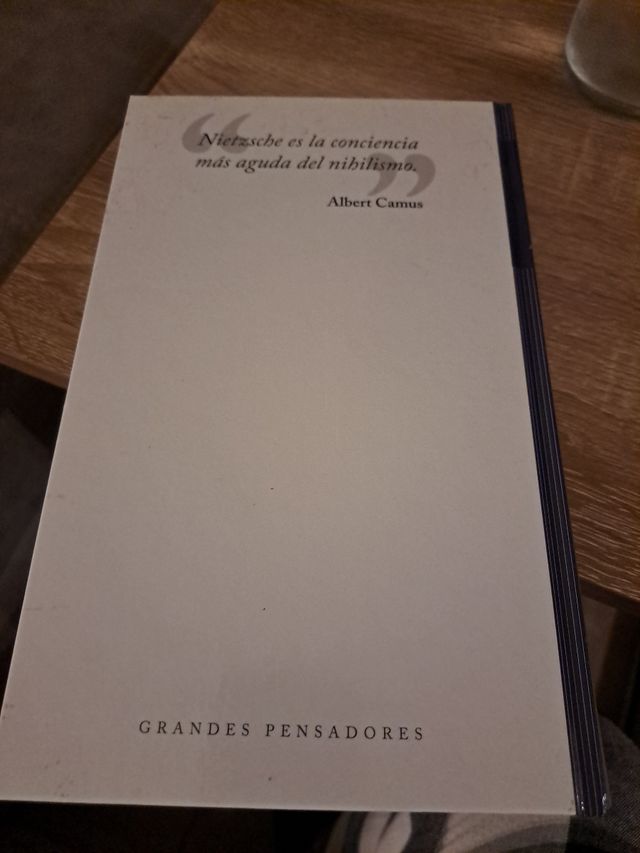 “Nietzsche es la conciencia
más aguda del nihilismo.”
Albert Camus
GRANDES PENSADORES